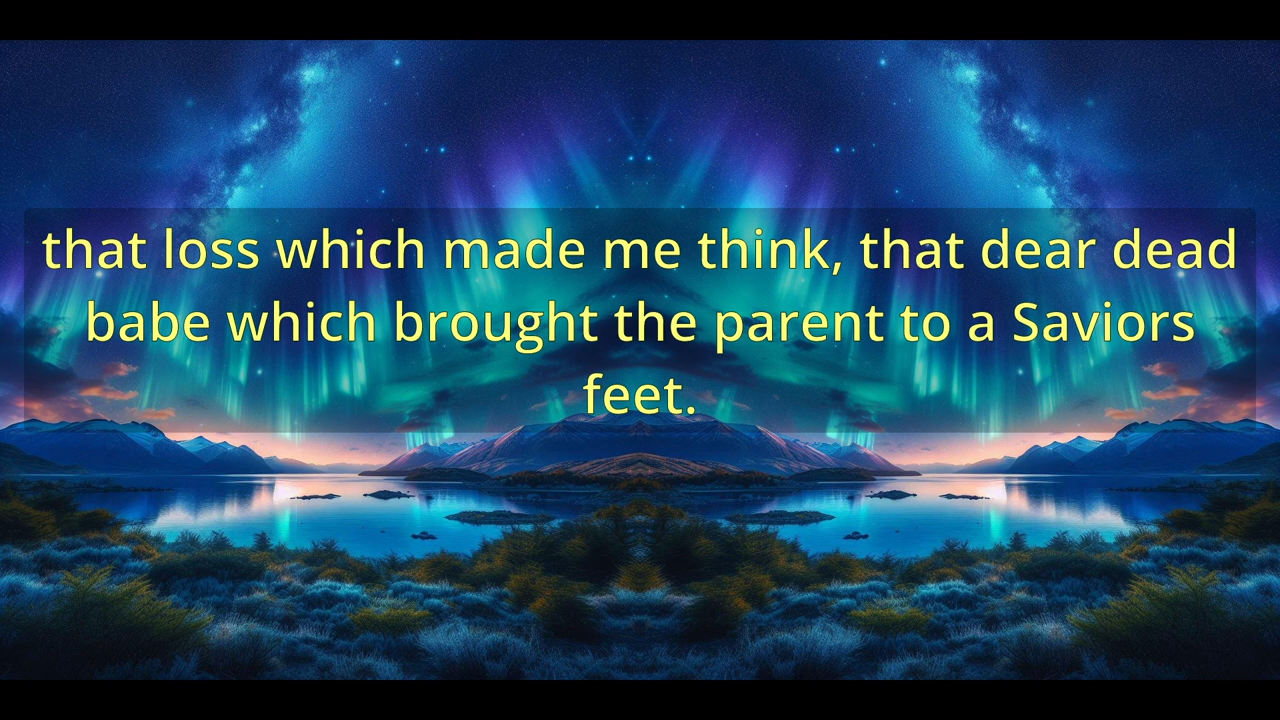 that loss which made me think, that dear dead
babe which brought the parent to a Saviors
feet.